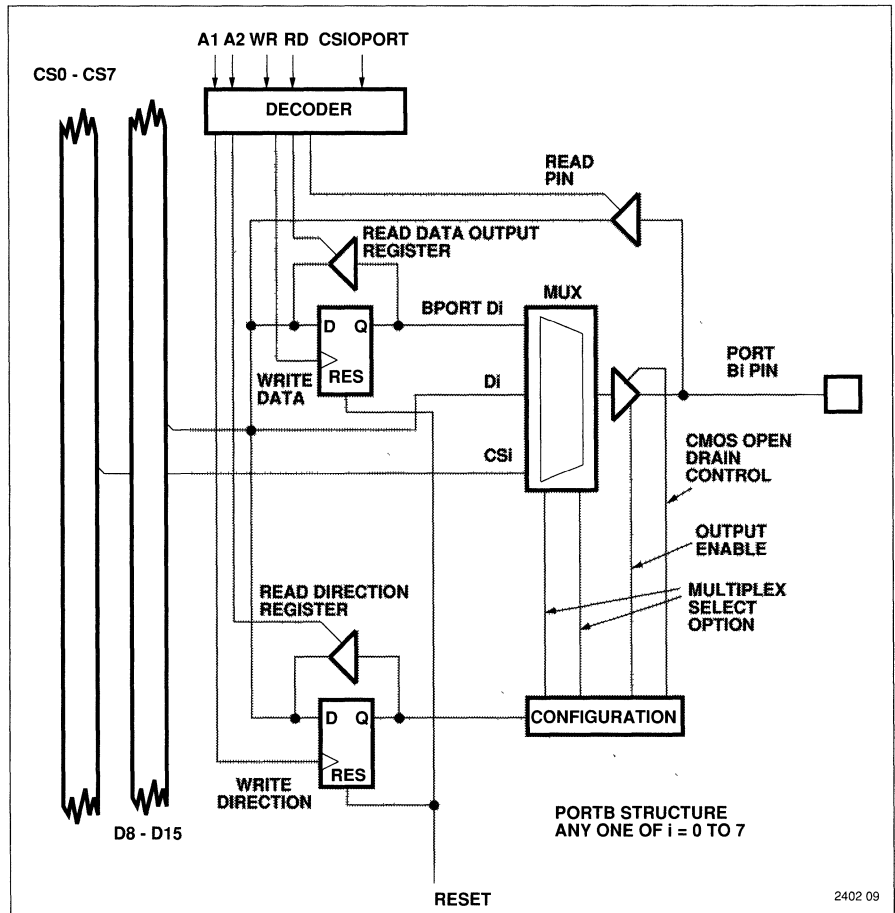 A1 A2 WR RD CSIOPORT
CS0 - CS7
DECODER
READ
PIN
READ DATA OUTPUT
REGISTER
MUX
BPORT Di
D Q
RES
WRITE
DATA
Di
PORT
Bi PIN
CSi
CMOS OPEN
DRAIN
CONTROL
OUTPUT
ENABLE
READ DIRECTION
REGISTER
MULTIPLEX
SELECT
OPTION
D Q
RES
CONFIGURATION
WRITE
DIRECTION
PORTB STRUCTURE
ANY ONE OF i = 0 TO 7
D8 - D15
RESET
2402 09